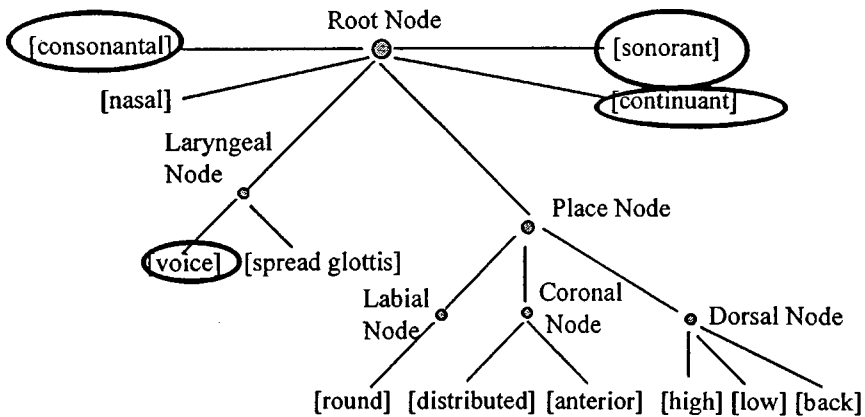 Root Node
[consonantal]
[sonorant]
[nasal]
[continuant]
Laryngeal
Node
Place Node
[voice] [spread glottis]
Labial
Node
Coronal
Node
Dorsal Node
[round] [distributed] [anterior] [high] [low] [back]